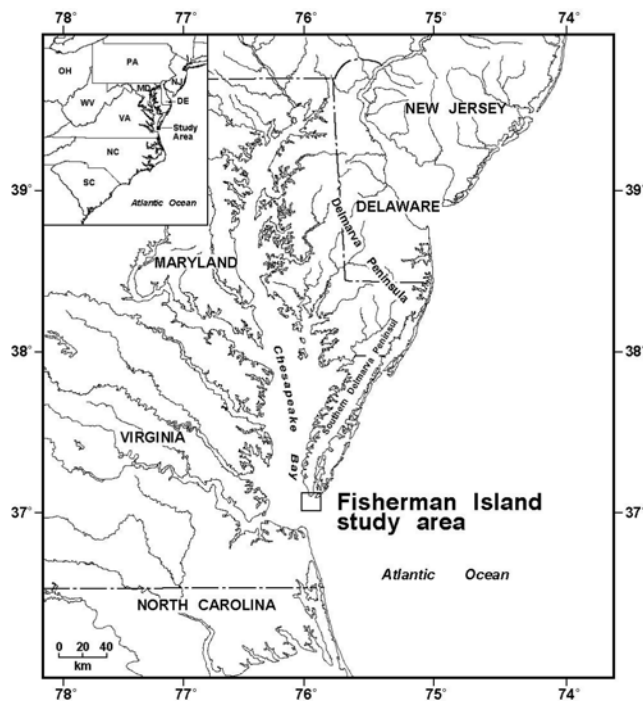 78° 77° 76° 75° 74°
OH
PA
NJ
MD
WV
DE
VA
Study
Area
NC
SC
Atlantic Ocean
NEW JERSEY
39° 39°
DELAWARE
Delmarva
Peninsula
MARYLAND
38° 38°
Chesapeake
Bay
Southern Delmarva Peninsul
VIRGINIA
Fisherman Island
study area
37° 37°
Atlantic Ocean
NORTH CAROLINA
0 20 40
km
78° 77° 76° 75° 74°